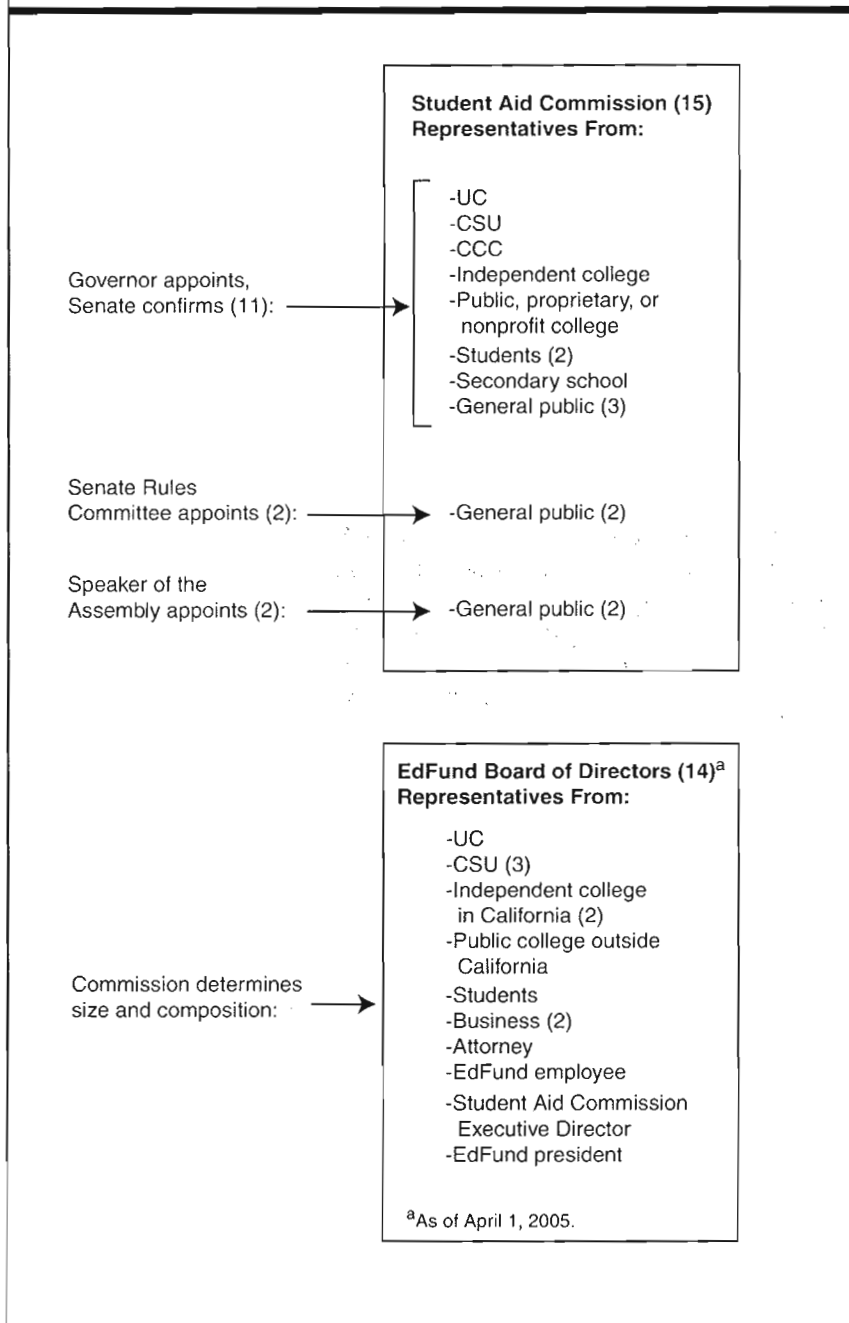 Student Aid Commission (15)
Representatives From:
Governor appoints,
Senate confirms (11):
-UC
-CSU
-CCC
-Independent college
-Public, proprietary, or
nonprofit college
-Students (2)
-Secondary school
-General public (3)
Senate Rules
Committee appoints (2):
-General public (2)
Speaker of the
Assembly appoints (2):
-General public (2)
EdFund Board of Directors (14)a
Representatives From:
Commission determines
size and composition:
-UC
-CSU (3)
-Independent college
in California (2)
-Public college outside
California
-Students
-Business (2)
-Attorney
-EdFund employee
-Student Aid Commission
Executive Director
-EdFund president
aAs of April 1, 2005.